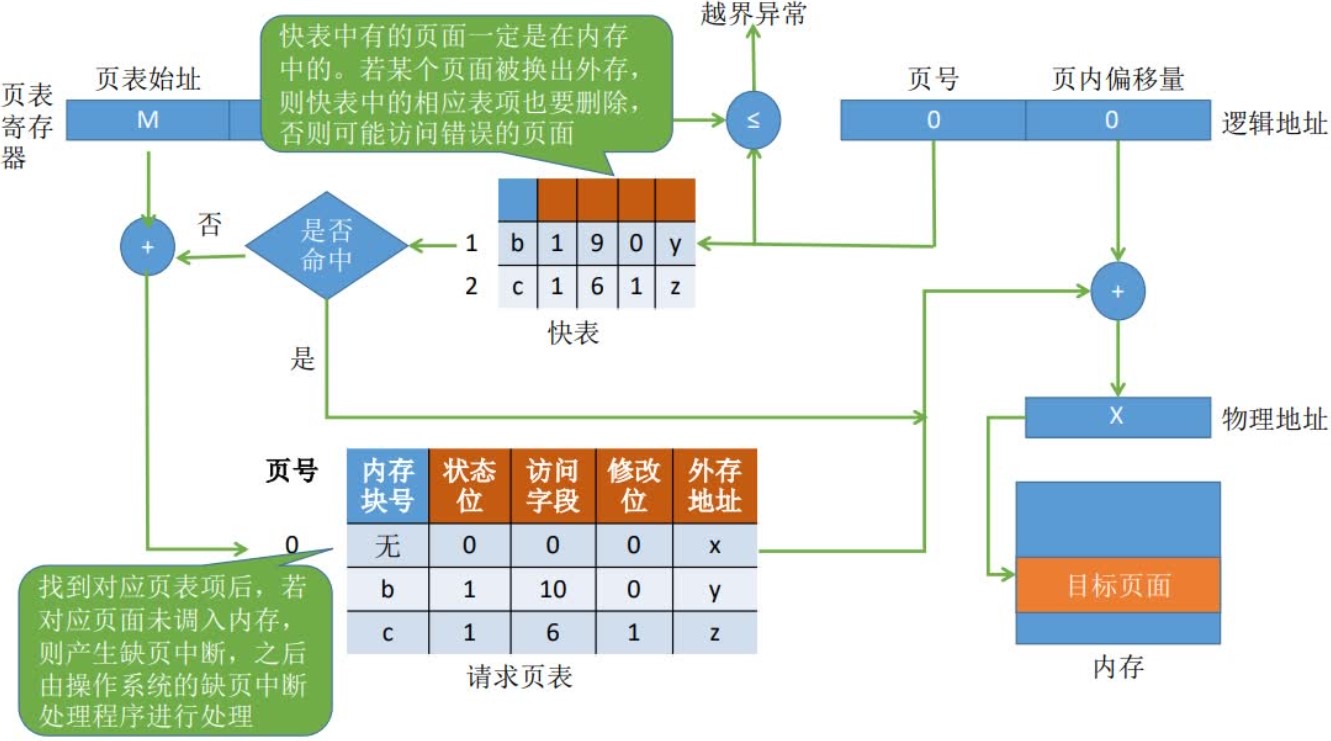 越界异常
快表中有的页面一定是在内存
中的。若某个页面被换出外存，
则快表中的相应表项也要删除，
否则可能访问错误的页面
页表
寄存
器
页表始址
M
≤
页号 页内偏移量
0 0
逻辑地址
+
否
是否
命中
1 b 1 9 0 y
2 c 1 6 1 z
快表
+
是
X
物理地址
页号
内存块号 状态位 访问字段 修改位 外存地址
0 无 0 0 0 x
b 1 10 0 y
c 1 6 1 z
请求页表
找到对应页表项后，若
对应页面未调入内存，
则产生缺页中断，之后
由操作系统的缺页中断
处理程序进行处理
目标页面
内存